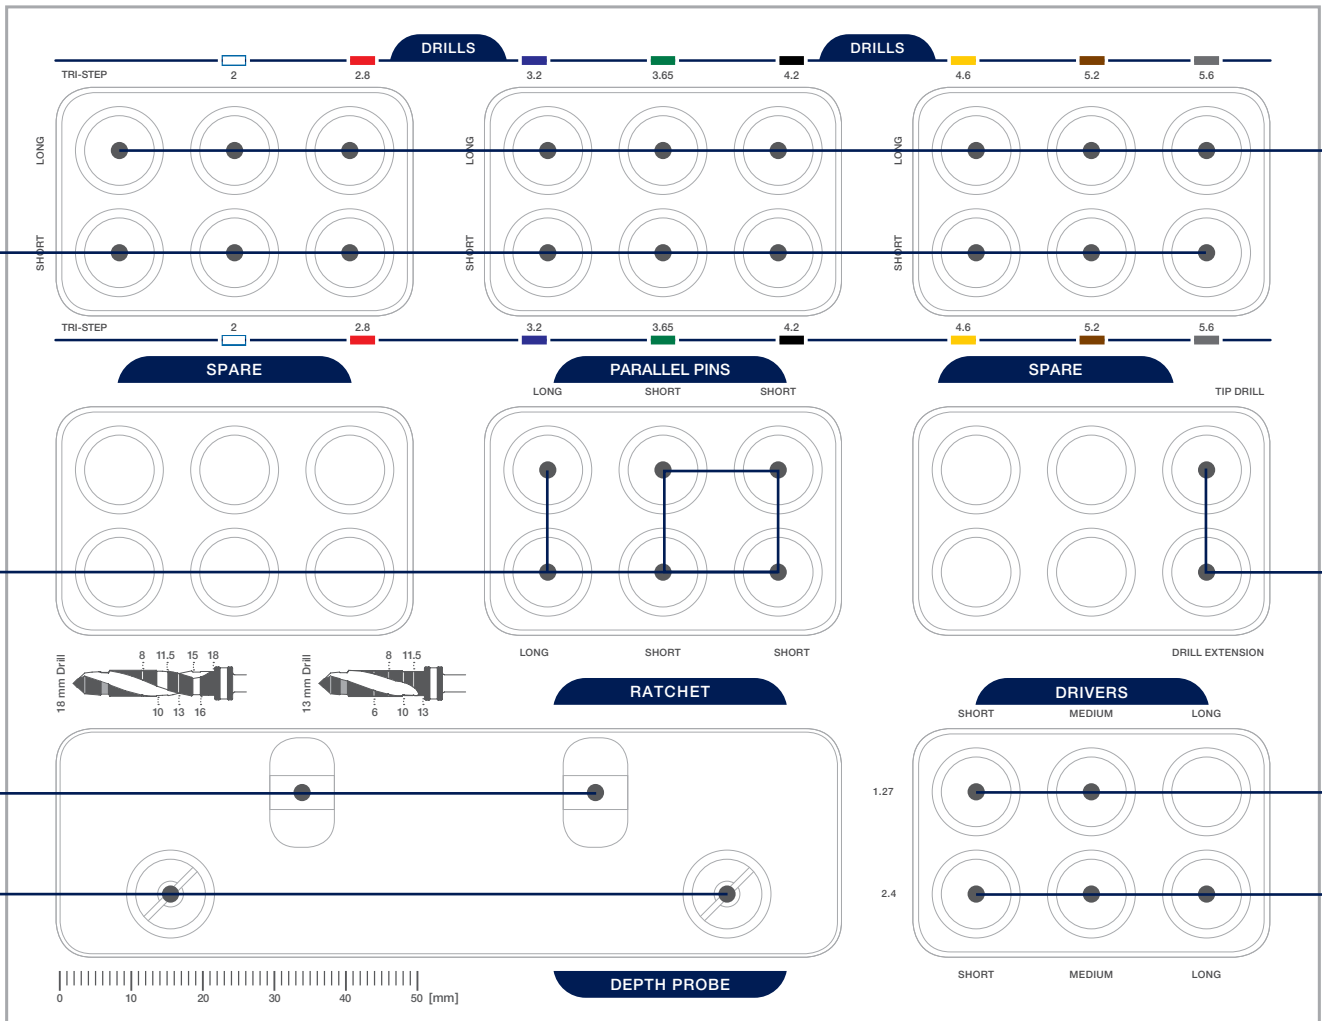 DRILLS DRILLS
TRI-STEP 2 2.8 3.2 3.65 4.2 4.6 5.2 5.6
LONG LONG LONG
SHORT SHORT SHORT
TRI-STEP 2 2.8 3.2 3.65 4.2 4.6 5.2 5.6
SPARE PARALLEL PINS SPARE
LONG SHORT SHORT TIP DRILL
LONG SHORT SHORT DRILL EXTENSION
18 mm Drill
8 11.5 15 18
10 13 16
13 mm Drill
8 11.5
6 10 13
RATCHET DRIVERS
SHORT MEDIUM LONG
1.27
2.4
SHORT MEDIUM LONG
DEPTH PROBE
0 10 20 30 40 50 [mm]